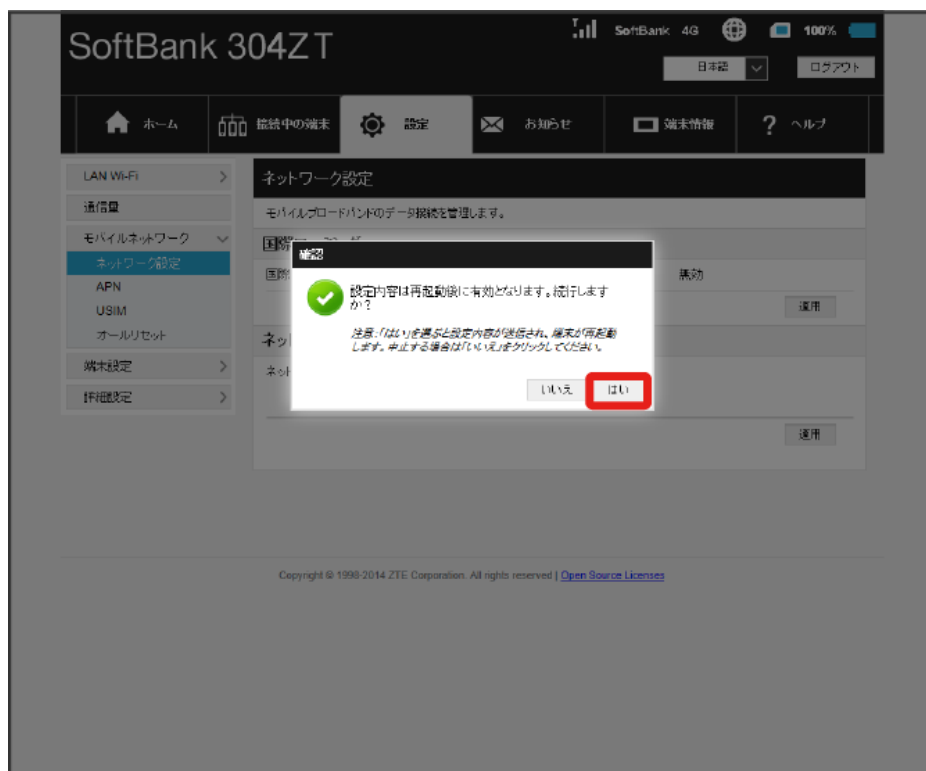 SoftBank 304ZT
SoftBank 4G
100%
日本語
ログアウト
ホーム
接続中の端末
設定
お知らせ
端末情報
? ヘルプ
LAN Wi-Fi
通信量
モバイルネットワーク
ネットワーク設定
APN
USIM
オールリセット
端末設定
詳細設定
ネットワーク設定
モバイルブロードバンドのデータ接続を管理します。
国際
国際
無効
適用
ネッ
ネット
適用
確認
設定内容は再起動後に有効となります。続行します
か?
注意:「はい」を選ぶと設定内容が送信され、端末が再起動
します。中止する場合は「いいえ」をクリックしてください。
いいえ
はい
Copyright © 1998-2014 ZTE Corporation. All rights reserved | Open Source Licenses